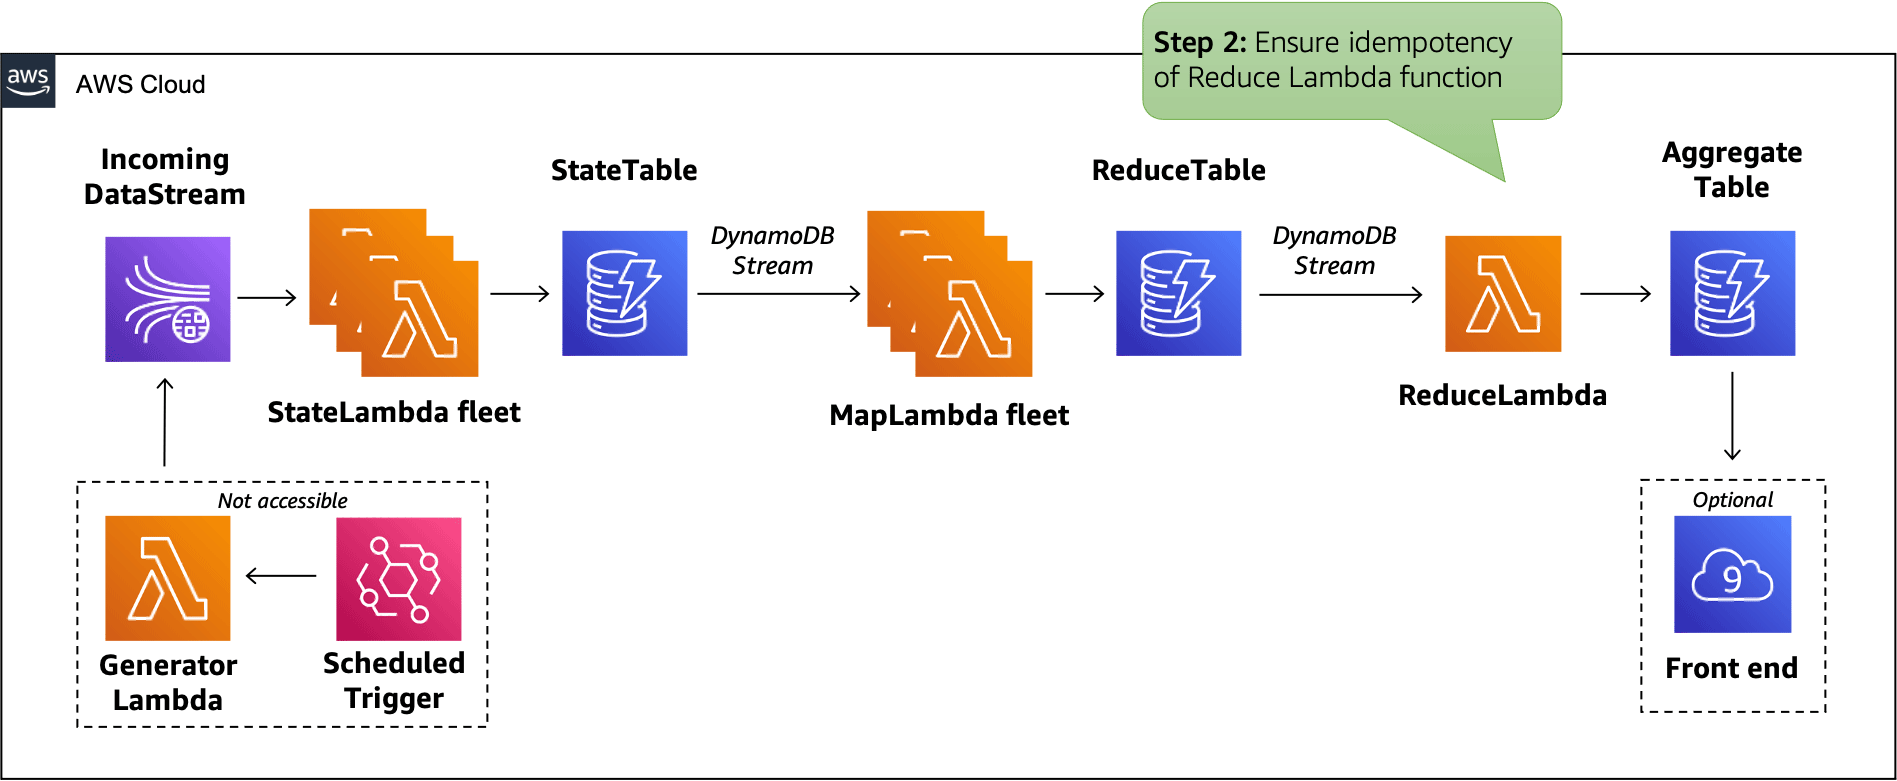 Step 2: Ensure idempotency
of Reduce Lambda function
aws
AWS Cloud
Incoming
DataStream
StateTable
DynamoDB
Stream
ReduceTable
DynamoDB
Stream
Aggregate
Table
StateLambda fleet
MapLambda fleet
ReduceLambda
Not accessible
Generator
Lambda
Scheduled
Trigger
Optional
9
Front end